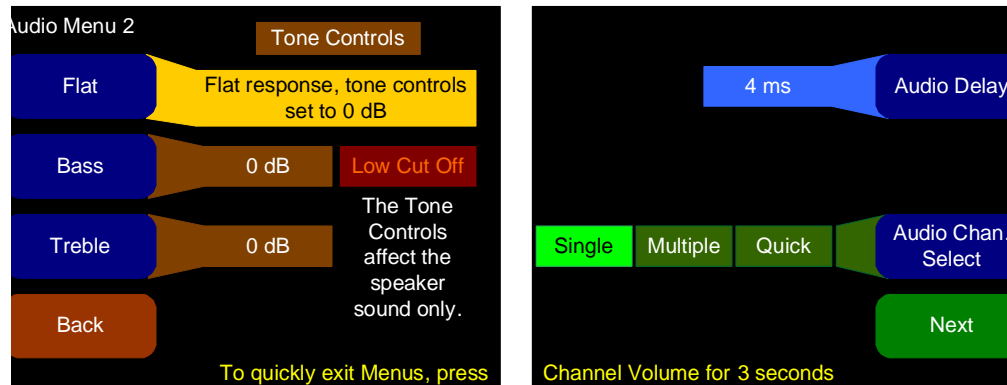 Audio Menu 2
Tone Controls
Flat
Flat response, tone controls
set to 0 dB
Bass
0 dB
Low Cut Off
Treble
0 dB
The Tone
Controls
affect the
speaker
sound only.
Back
To quickly exit Menus, press
4 ms
Audio Delay
Single
Multiple
Quick
Audio Chan.
Select
Next
Channel Volume for 3 seconds